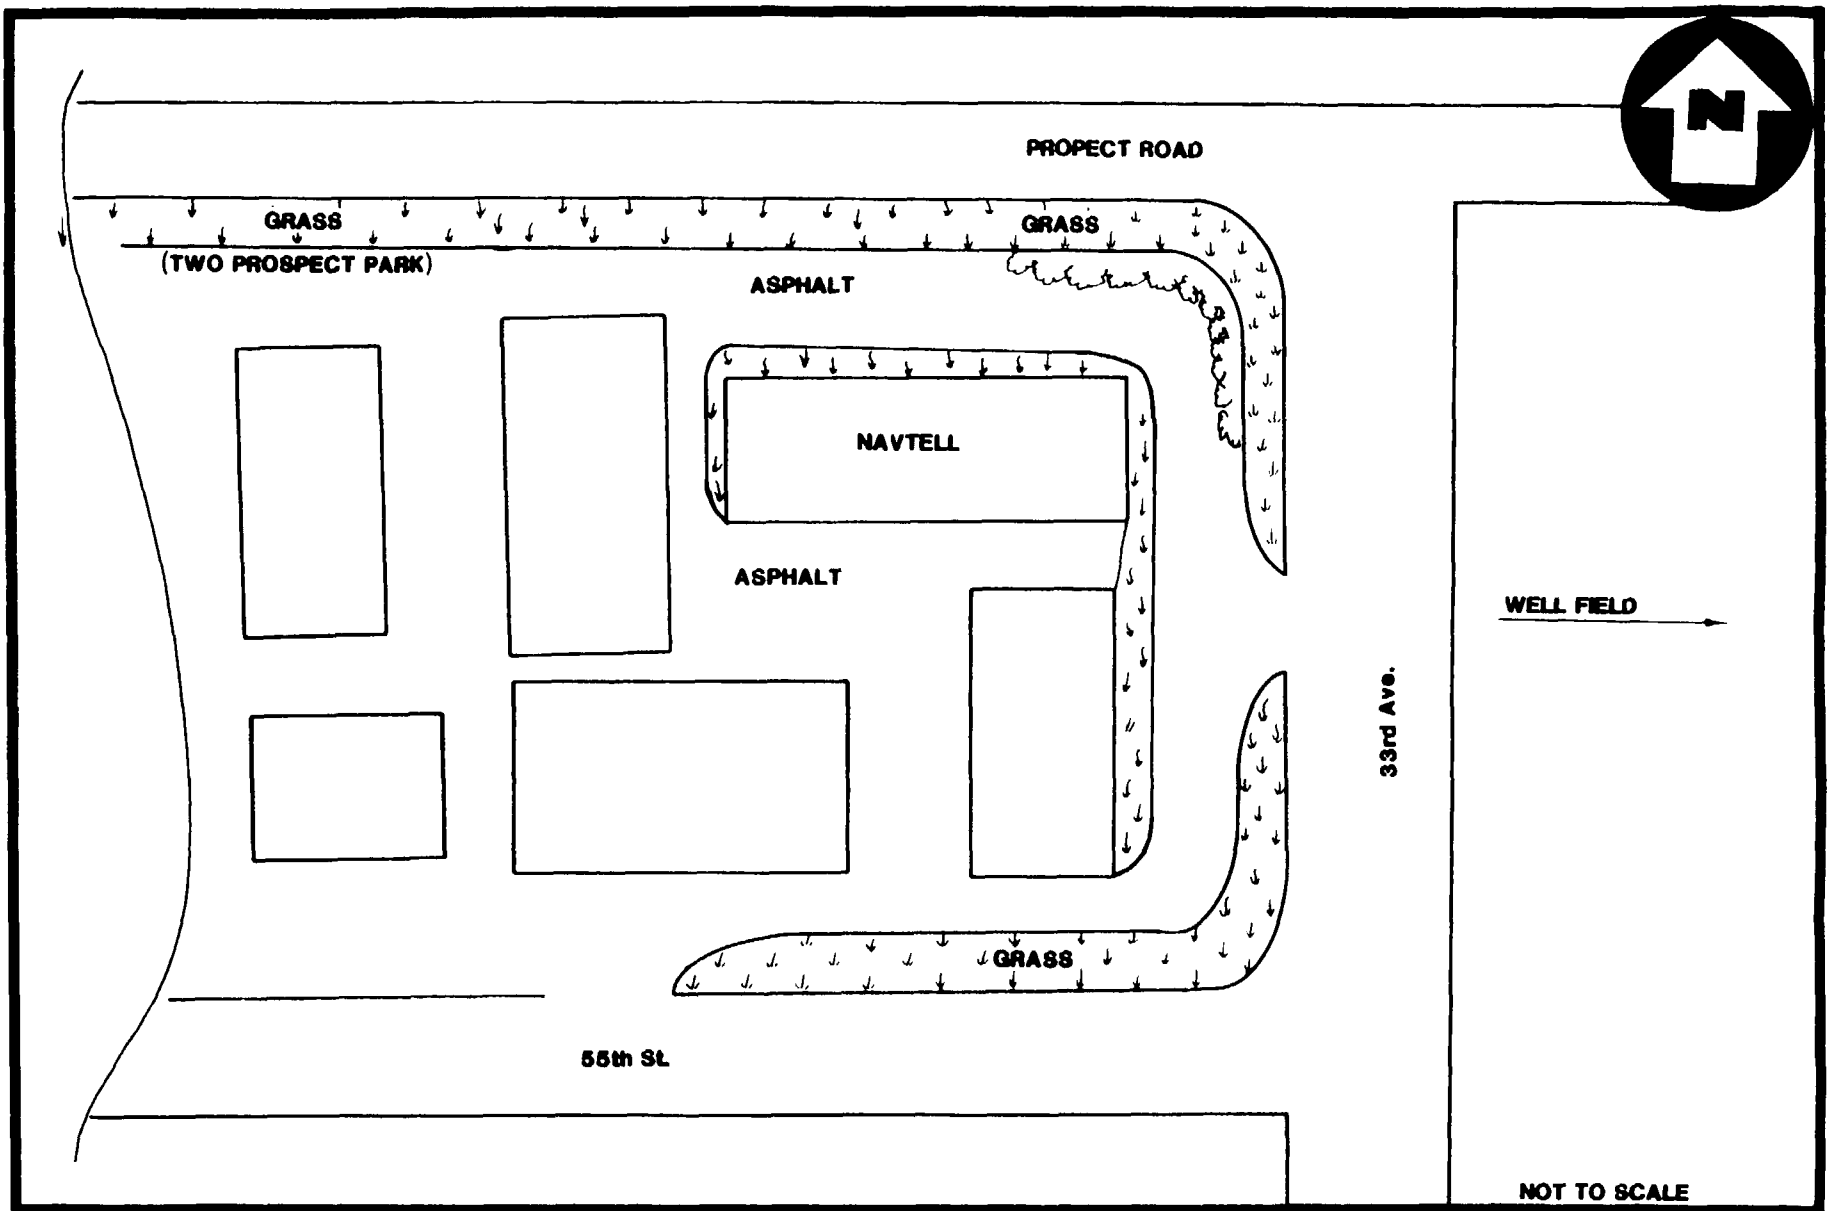 N
PROPECT ROAD
GRASS
GRASS
(TWO PROSPECT PARK)
ASPHALT
NAVTELL
ASPHALT
WELL FIELD
33rd Ave.
GRASS
55th St.
NOT TO SCALE